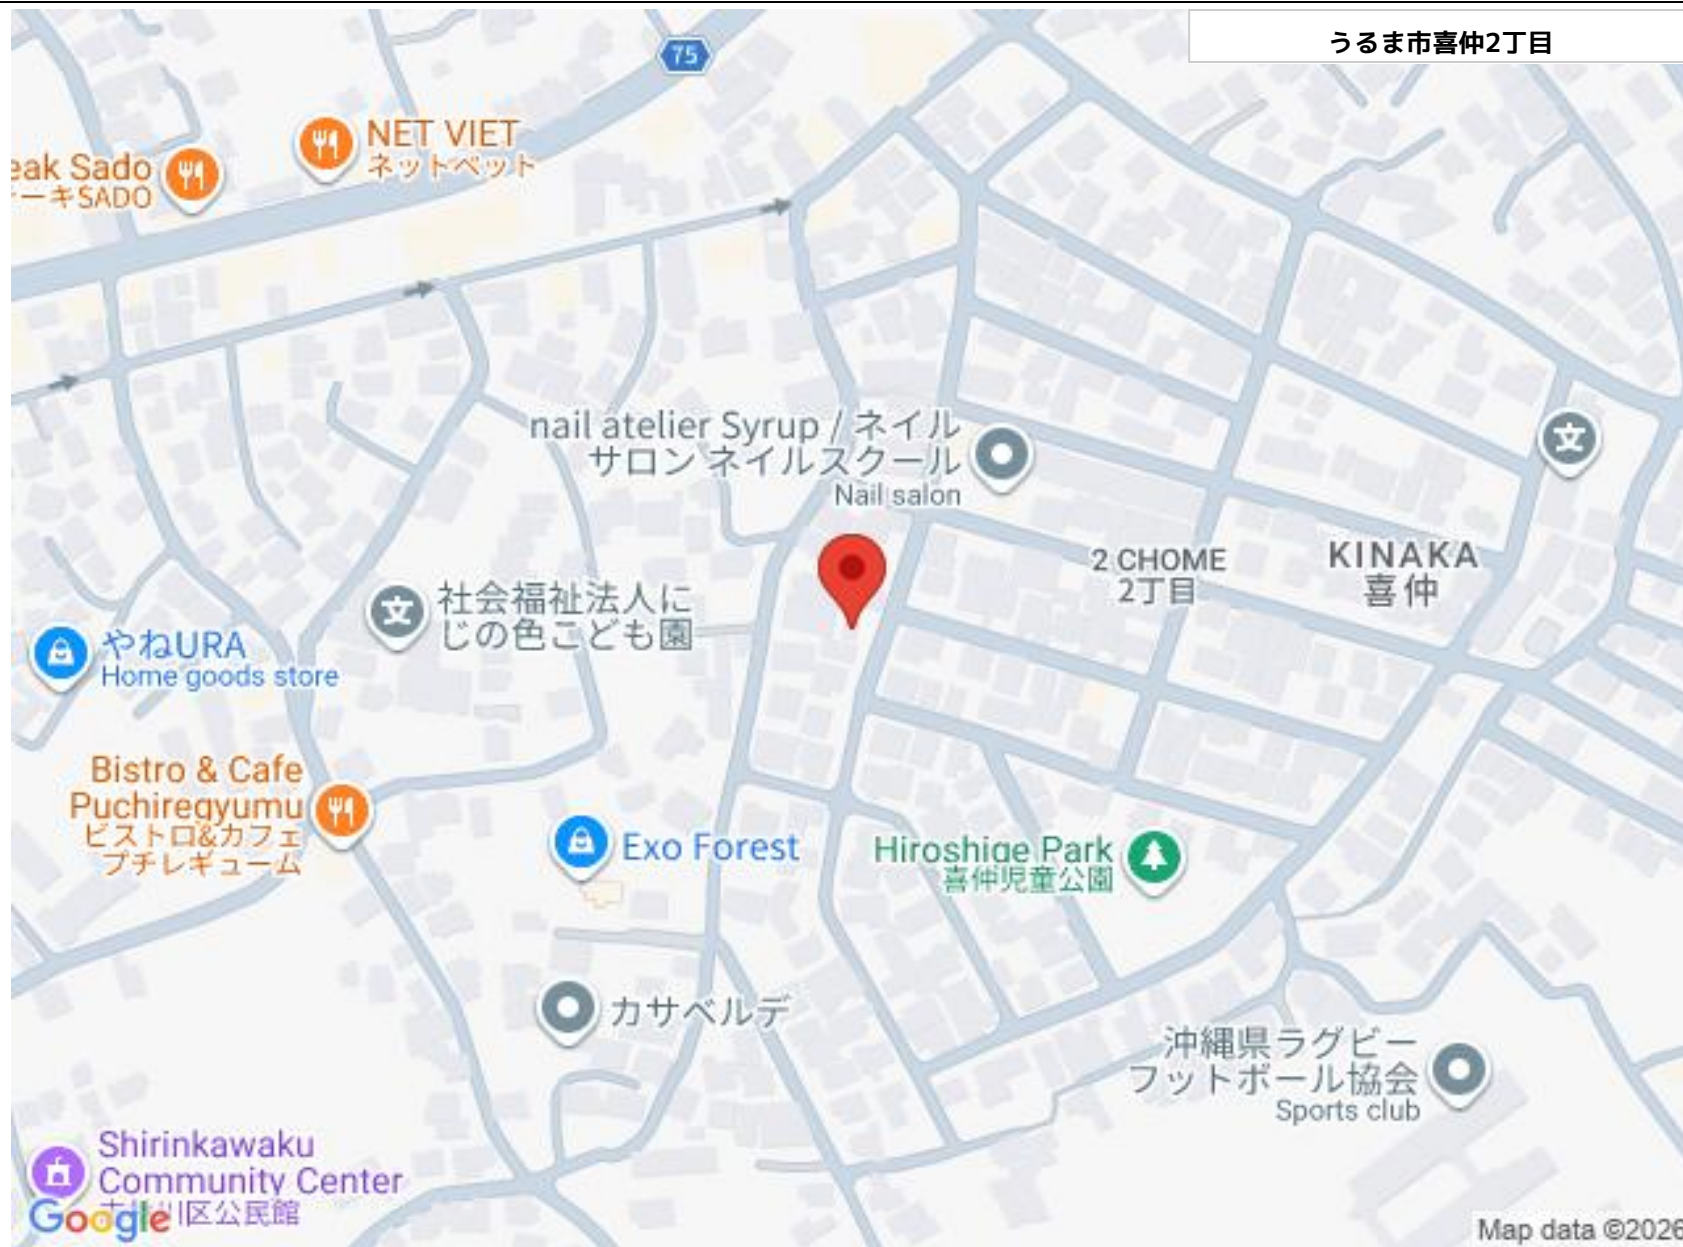 うるま市喜仲2丁目
75
NET VIET
ネットベット
eak Sado
ーキSADO
nail atelier Syrup / ネイル
サロン ネイルスクール
Nail salon
2 CHOME
2丁目
KINAKA
喜仲
社会福祉法人に
じの色こども園
やねURA
Home goods store
Bistro & Cafe
Puchiregyumu
ビストロ&カフェ
プチレギューム
Exo Forest
Hiroshige Park
喜仲児童公園
カサベルデ
沖縄県ラグビー
フットボール協会
Sports club
Shirinkawaku
Community Center
川区公民館
Google
Map data ©2026